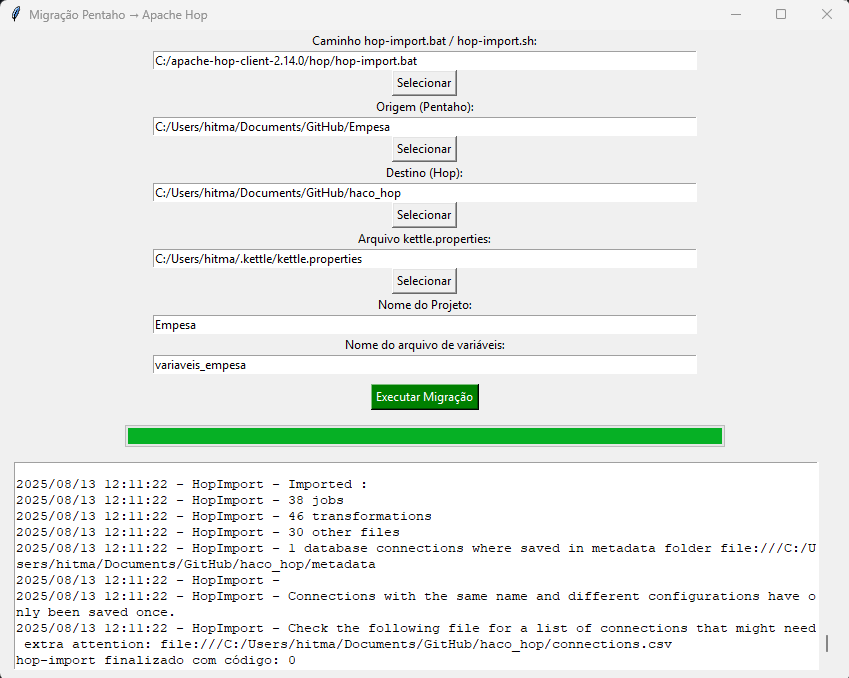 Migração Pentaho → Apache Hop
Caminho hop-import.bat / hop-import.sh:
C:/apache-hop-client-2.14.0/hop/hop-import.bat
Selecionar
Origem (Pentaho):
C:/Users/hitma/Documents/GitHub/Empesa
Selecionar
Destino (Hop):
C:/Users/hitma/Documents/GitHub/haco_hop
Selecionar
Arquivo kettle.properties:
C:/Users/hitma/.kettle/kettle.properties
Selecionar
Nome do Projeto:
Empesa
Nome do arquivo de variáveis:
variaveis_empesa
Executar Migração
2025/08/13 12:11:22 - HopImport - Imported :
2025/08/13 12:11:22 - HopImport - 38 jobs
2025/08/13 12:11:22 - HopImport - 46 transformations
2025/08/13 12:11:22 - HopImport - 30 other files
2025/08/13 12:11:22 - HopImport - 1 database connections where saved in metadata folder file:///C:/U
sers/hitma/Documents/GitHub/haco_hop/metadata
2025/08/13 12:11:22 - HopImport -
2025/08/13 12:11:22 - HopImport - Connections with the same name and different configurations have o
nly been saved once.
2025/08/13 12:11:22 - HopImport - Check the following file for a list of connections that might need
 extra attention: file:///C:/Users/hitma/Documents/GitHub/haco_hop/connections.csv
hop-import finalizado com código: 0